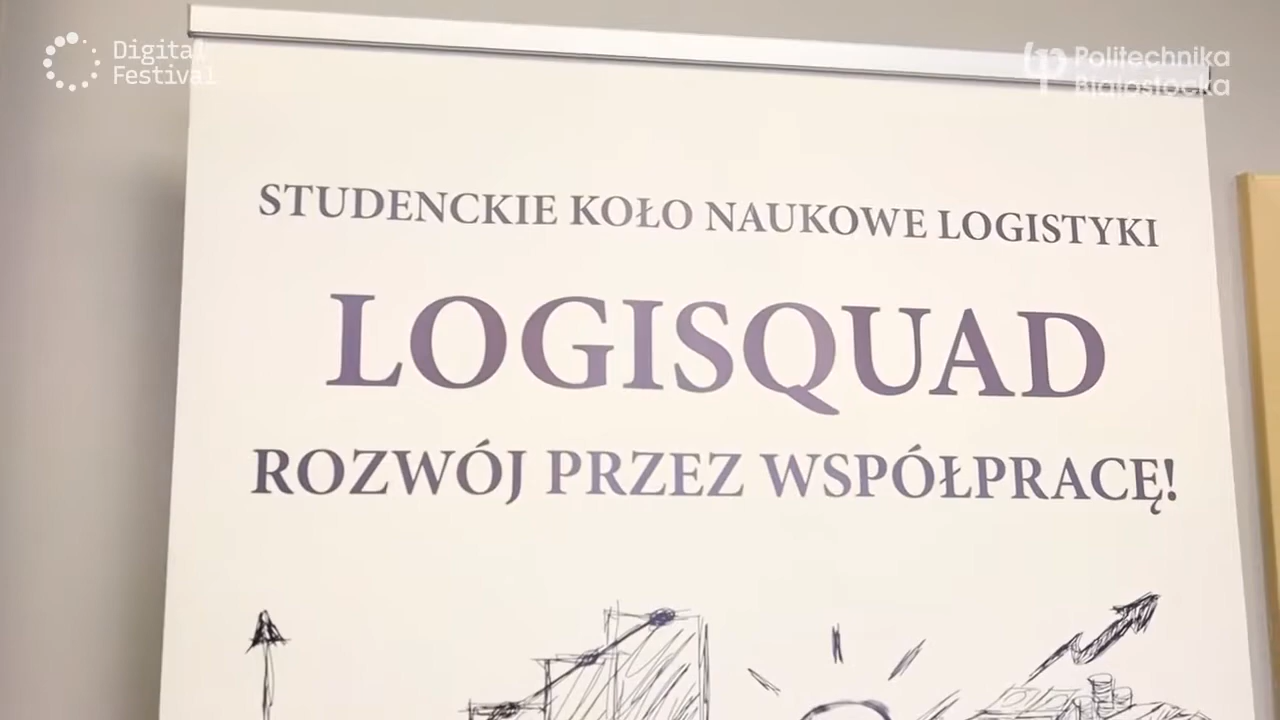 Digital
Festival
Politechnika
Białostocka
STUDENCKIE KOŁO NAUKOWE LOGISTYKI
LOGISQUAD
ROZWÓJ PRZEZ WSPÓŁPRACĘ!